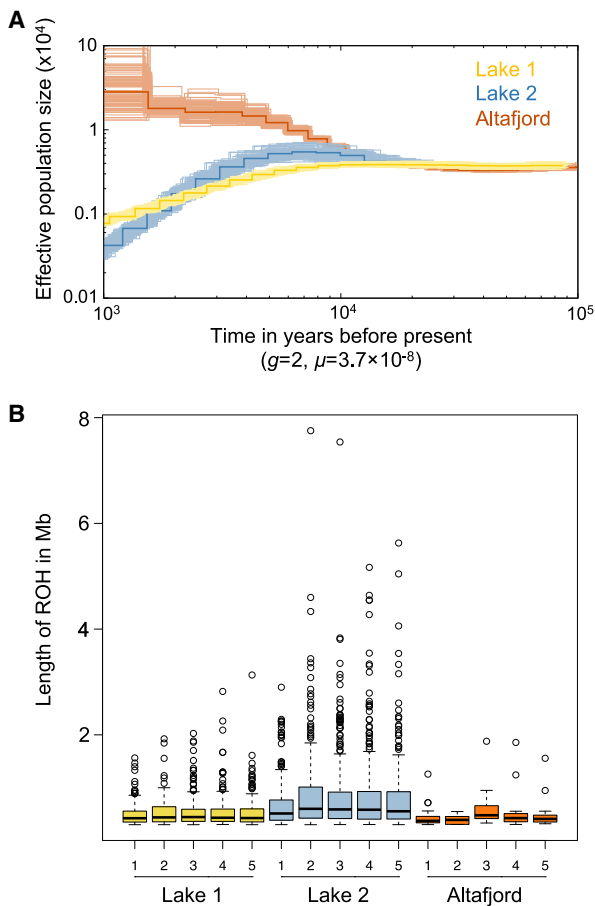 A
Effective population size (x10⁴)
10
1
0.1
0.01
Lake 1
Lake 2
Altafjord
10³ 10⁴ 10⁵
Time in years before present
(g=2, μ=3.7×10⁻⁸)
B
Length of ROH in Mb
8
6
4
2
1 2 3 4 5 1 2 3 4 5 1 2 3 4 5
Lake 1 Lake 2 Altafjord